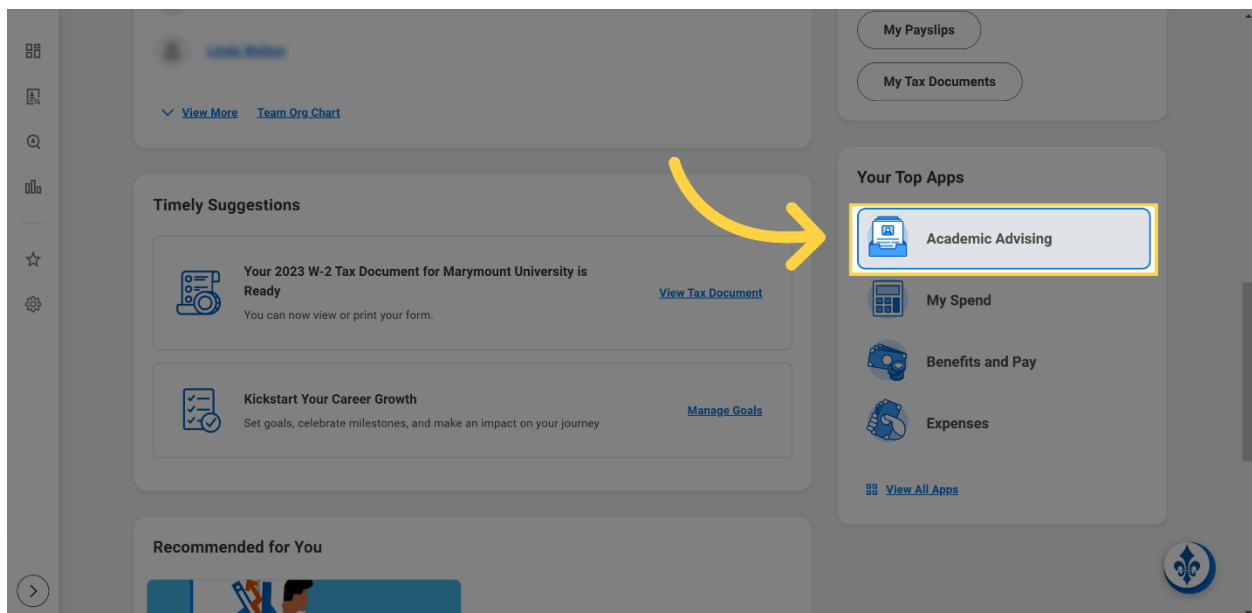 My Payslips
My Tax Documents
View More Team Org Chart
Timely Suggestions
Your 2023 W-2 Tax Document for Marymount University is
Ready
You can now view or print your form.
View Tax Document
Kickstart Your Career Growth
Set goals, celebrate milestones, and make an impact on your journey
Manage Goals
Your Top Apps
Academic Advising
My Spend
Benefits and Pay
Expenses
View All Apps
Recommended for You